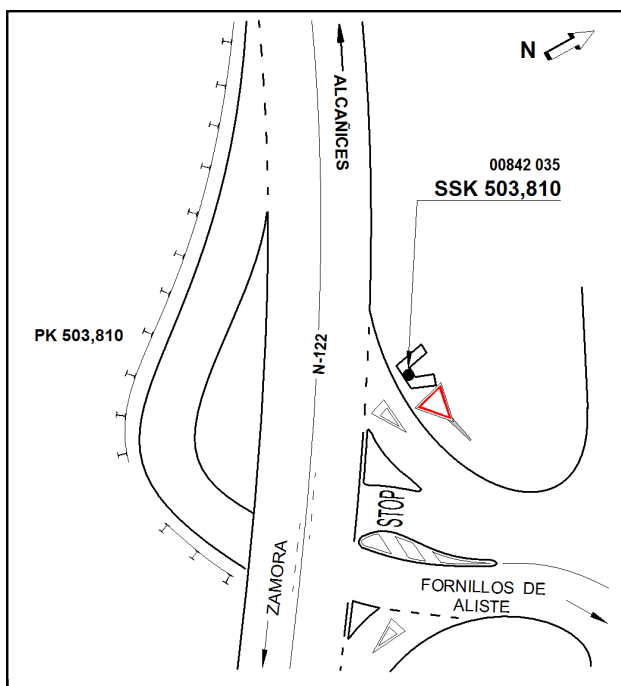 N
ALCAÑICES
00842 035
SSK 503,810
PK 503,810
N-122
STOP
ZAMORA
FORNILLOS DE
ALISTE